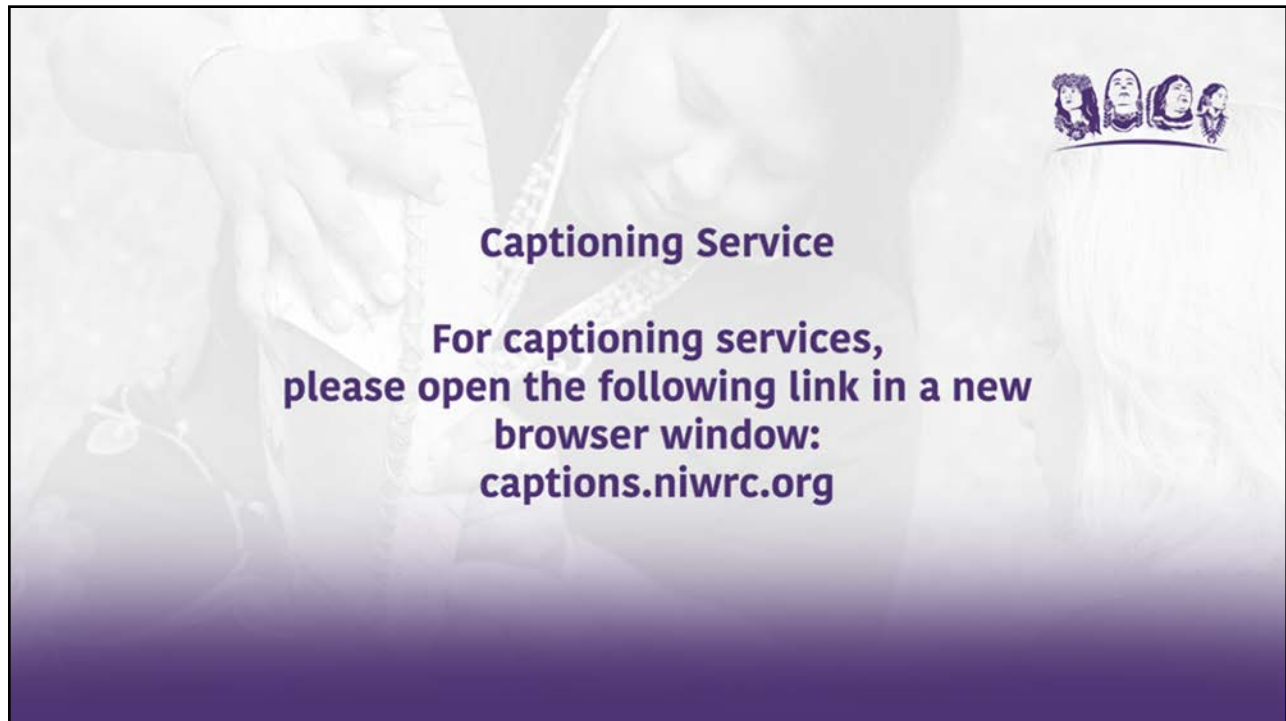 Captioning Service
For captioning services,
please open the following link in a new
browser window:
captions.niwrc.org